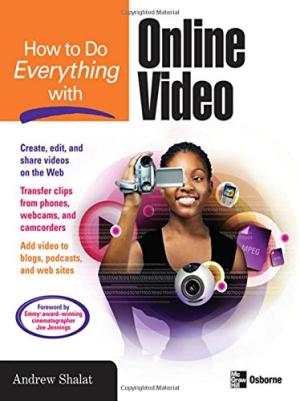 How to Do
Everything
with
Online
Video
Create, edit, and
share videos
on the Web
Transfer clips
from phones,
webcams, and
camcorders
Add video to
blogs, podcasts,
and web sites
MPEG
Foreword by
Emmy® award-winning
cinematographer
Joe Jennings
Andrew Shalat
Mc
Graw
Hill
Osborne